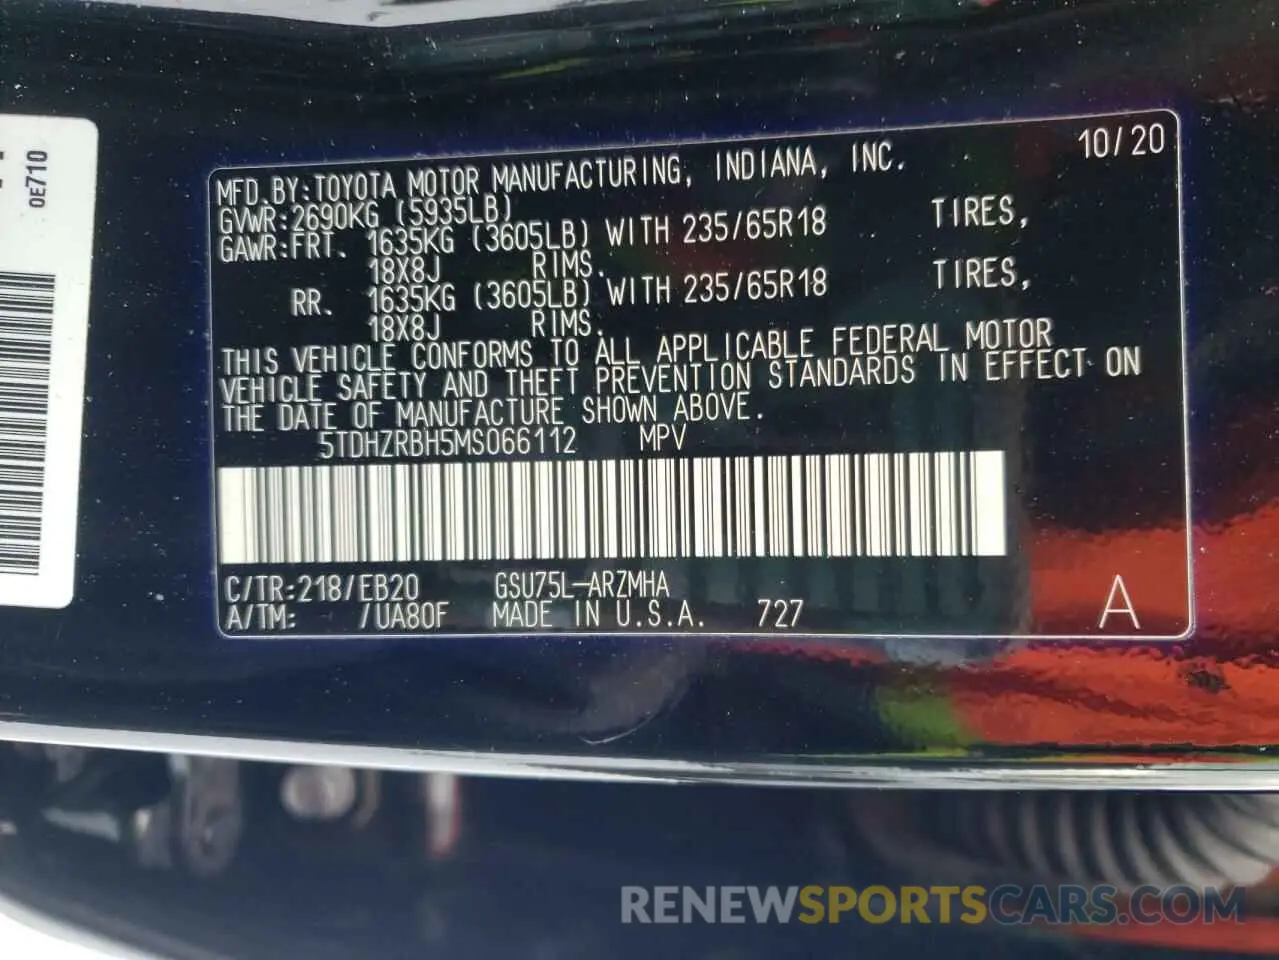 0E710
10/20
MFD.BY:TOYOTA MOTOR MANUFACTURING, INDIANA, INC.
GVWR:2690KG (5935LB)
GAWR:FRT. 1635KG (3605LB) WITH 235/65R18 TIRES,
18X8J RIMS.
RR. 1635KG (3605LB) WITH 235/65R18 TIRES,
18X8J RIMS.
THIS VEHICLE CONFORMS TO ALL APPLICABLE FEDERAL MOTOR
VEHICLE SAFETY AND THEFT PREVENTION STANDARDS IN EFFECT ON
THE DATE OF MANUFACTURE SHOWN ABOVE.
5TDHZRBH5MS066112 MPV
C/TR:218/EB20 GSU75L-ARZMHA
A/TM: /UA80F MADE IN U.S.A. 727
A
RENEWSPORTSCARS.COM